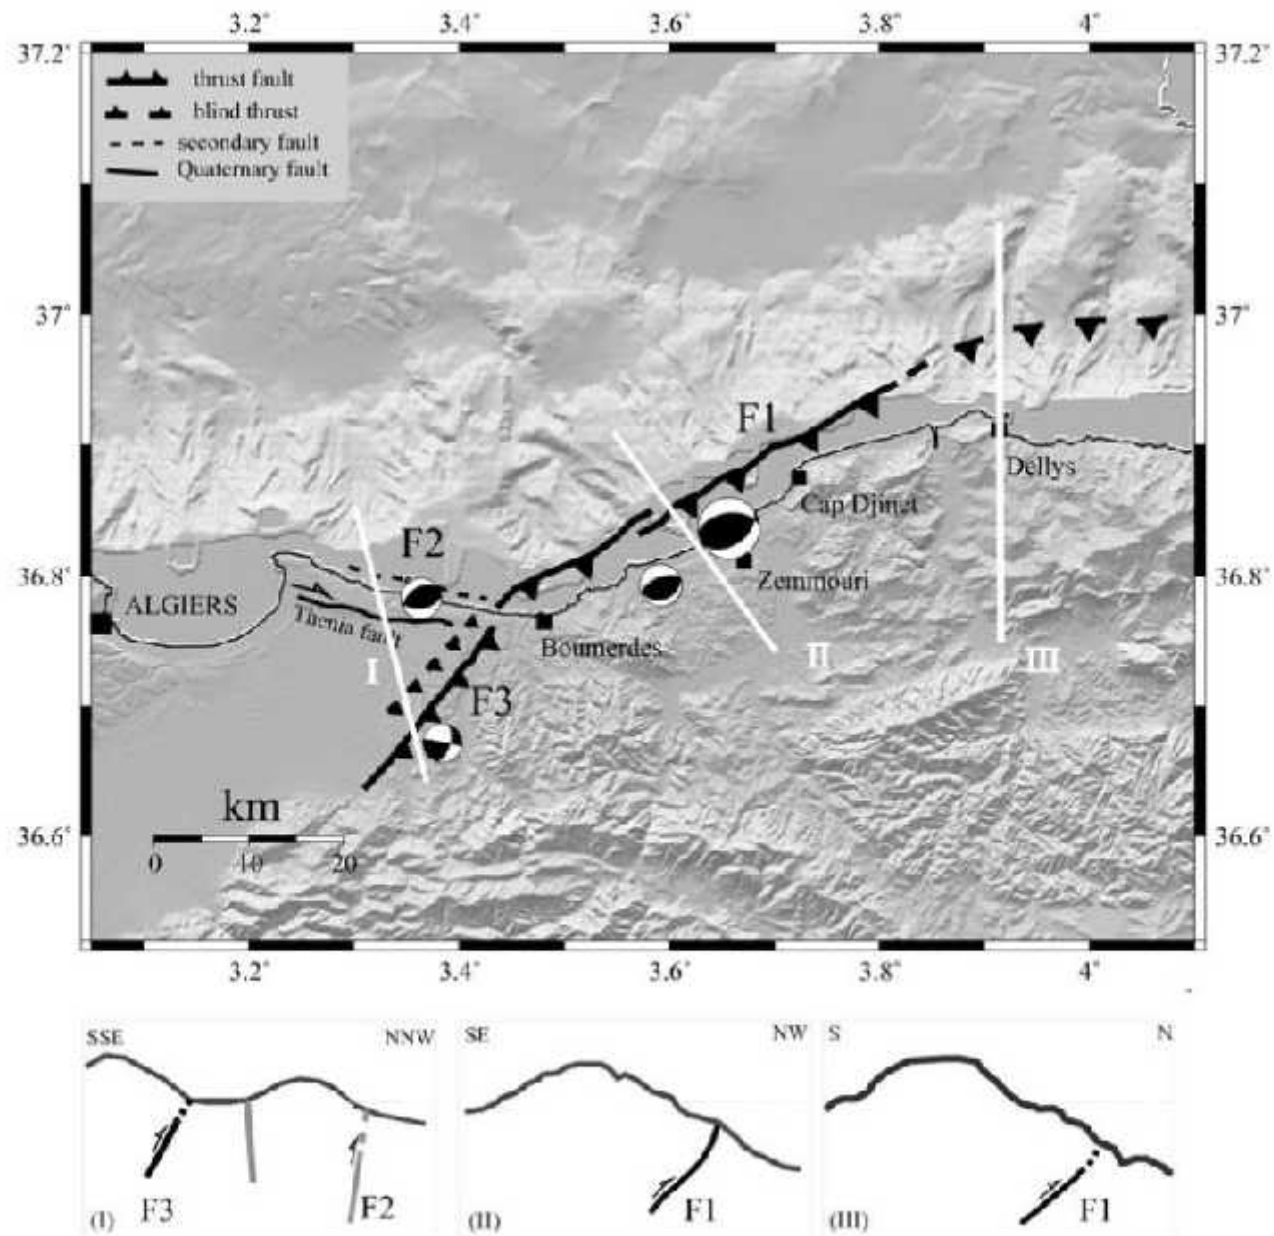 3.2° 3.4° 3.6° 3.8° 4°
37.2° 37.2°
thrust fault
blind thrust
secondary fault
Quaternary fault
37° 37°
F1
Dellys
Cap Djinet
F2
36.8° 36.8°
Zemmouri
ALGIERS
Thenia fault
Boumerdes
I II III
F3
km
0 10 20
36.6° 36.6°
3.2° 3.4° 3.6° 3.8° 4°
SSE NNW SE NW S N
(I) F3 F2 (II) F1 (III) F1